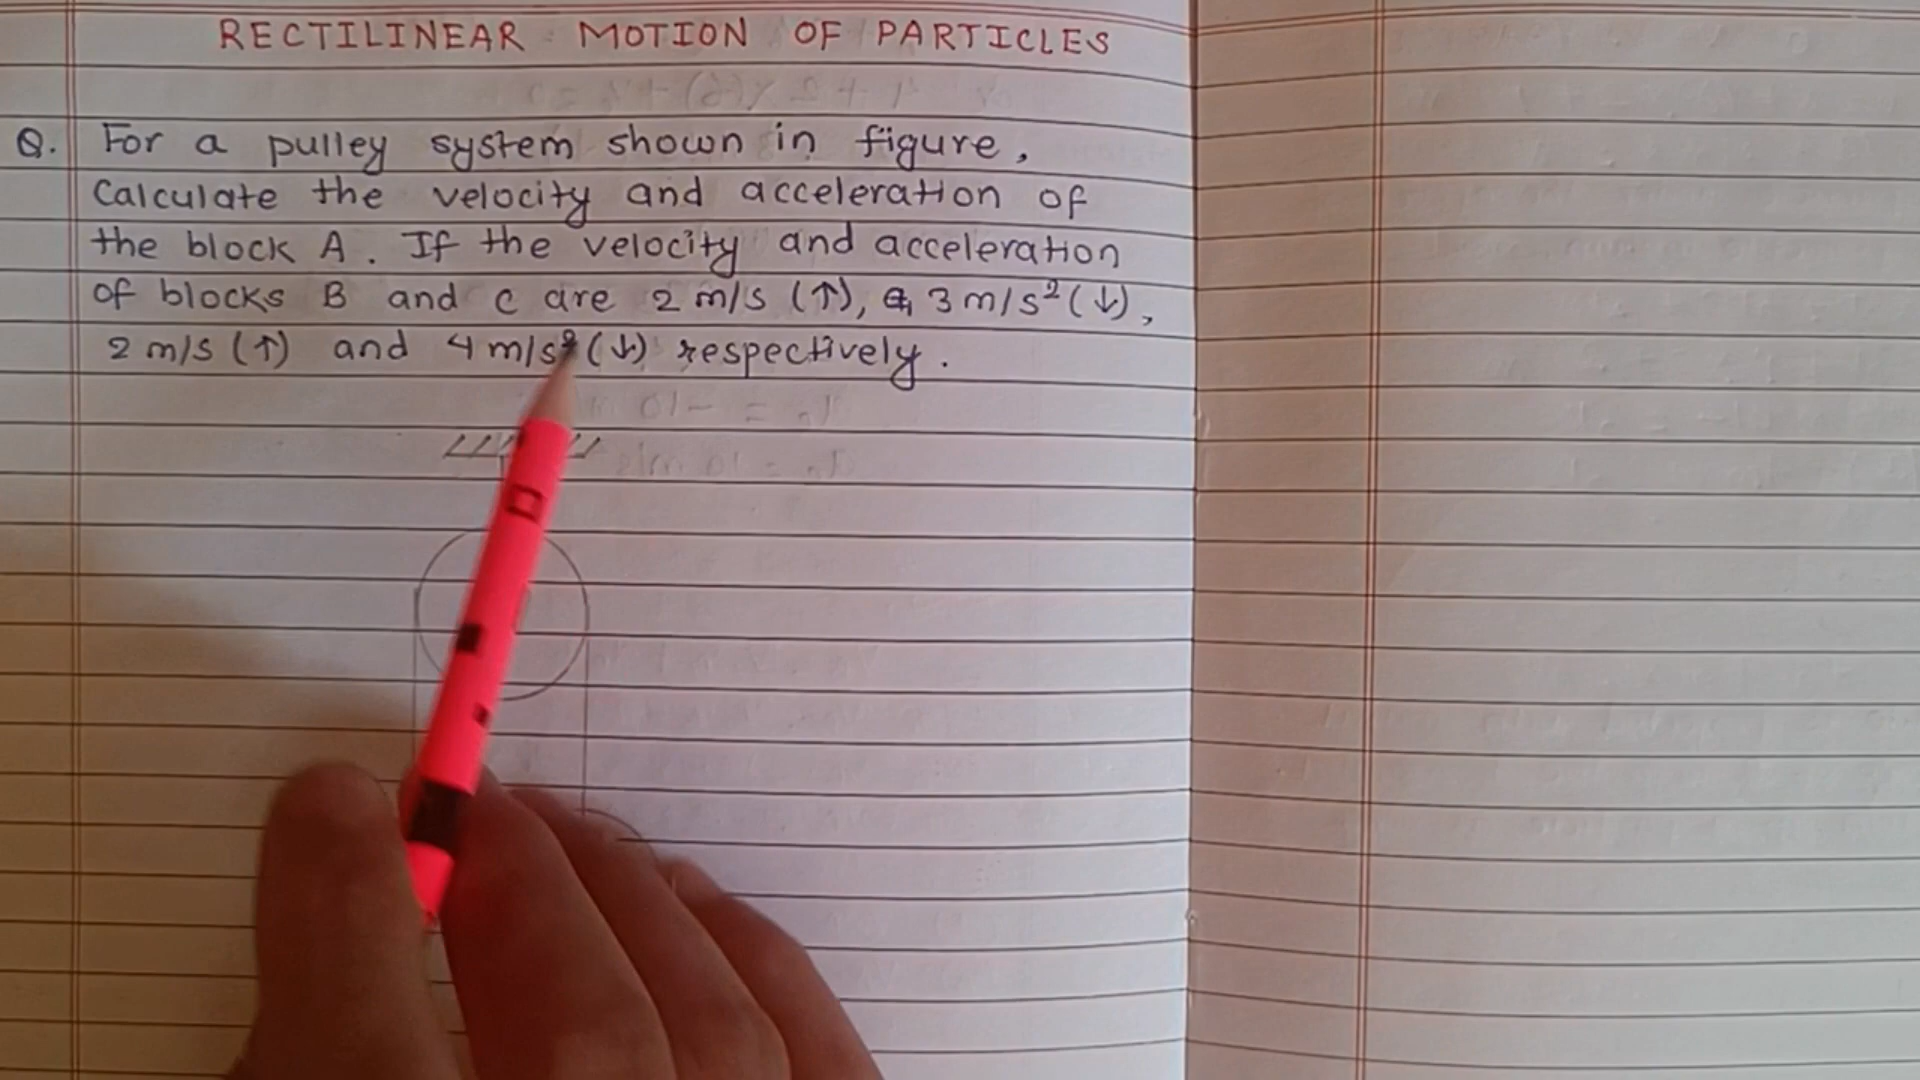 RECTILINEAR MOTION OF PARTICLES
Q. For a pulley system shown in figure,
Calculate the velocity and acceleration of
the block A. If the velocity and acceleration
of blocks B and C are 2 m/s (↑), 3 m/s² (↓),
2 m/s (↑) and 4 m/s² (↓) respectively.